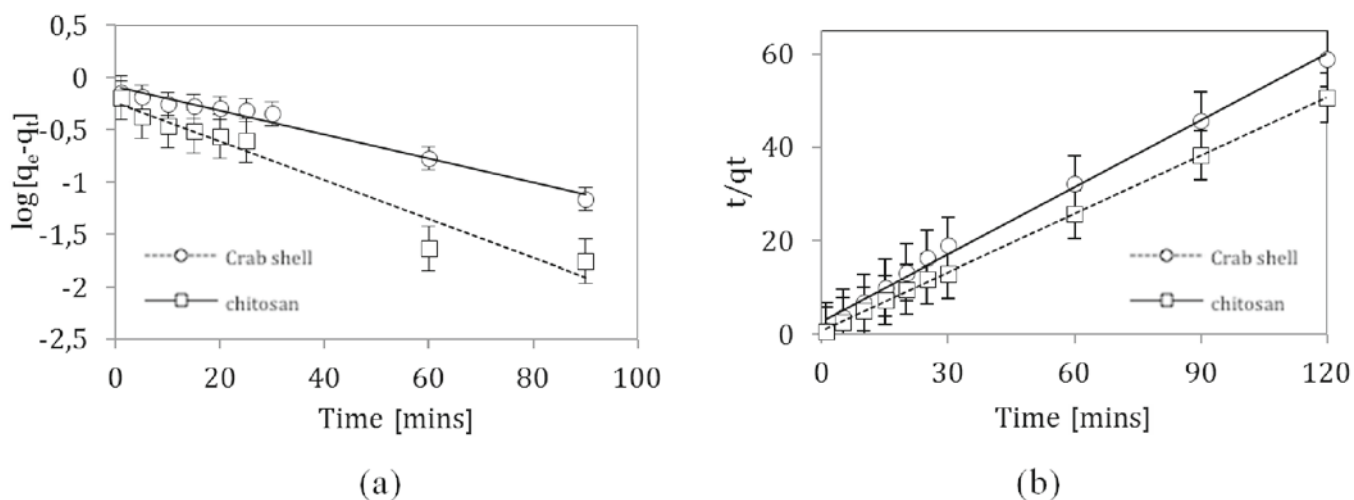 0,5
0
-0,5
-1
-1,5
-2
-2,5
log[qe-qt]
Crab shell
chitosan
0 20 40 60 80 100
Time [mins]
(a)
60
40
20
0
t/qt
Crab shell
chitosan
0 30 60 90 120
Time [mins]
(b)